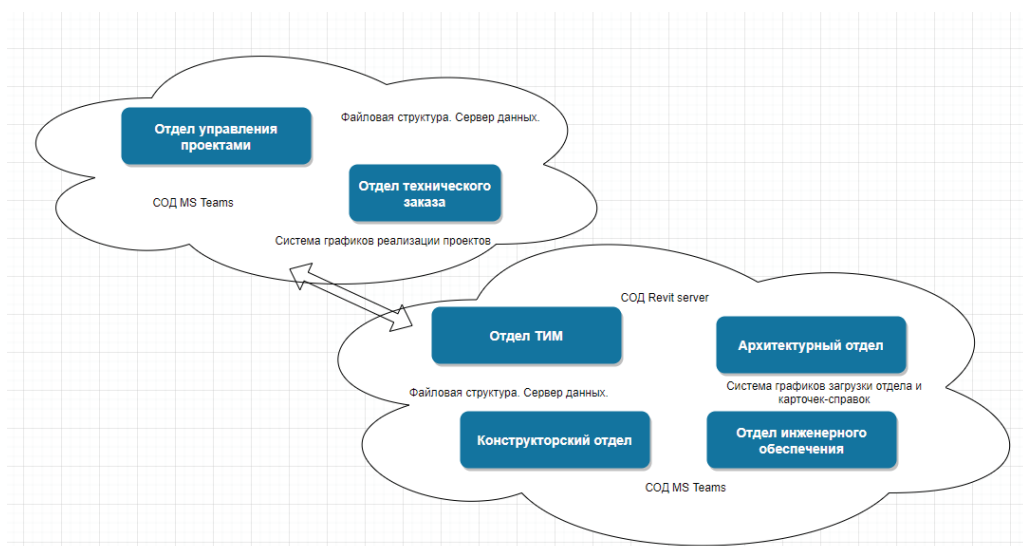 Файловая структура. Сервер данных.
Отдел управления
проектами
Отдел технического
заказа
СОД MS Teams
Система графиков реализации проектов
СОД Revit server
Отдел ТИМ
Архитектурный отдел
Файловая структура. Сервер данных.
Система графиков загрузки отдела и
карточек-справок
Конструкторский отдел
Отдел инженерного
обеспечения
СОД MS Teams